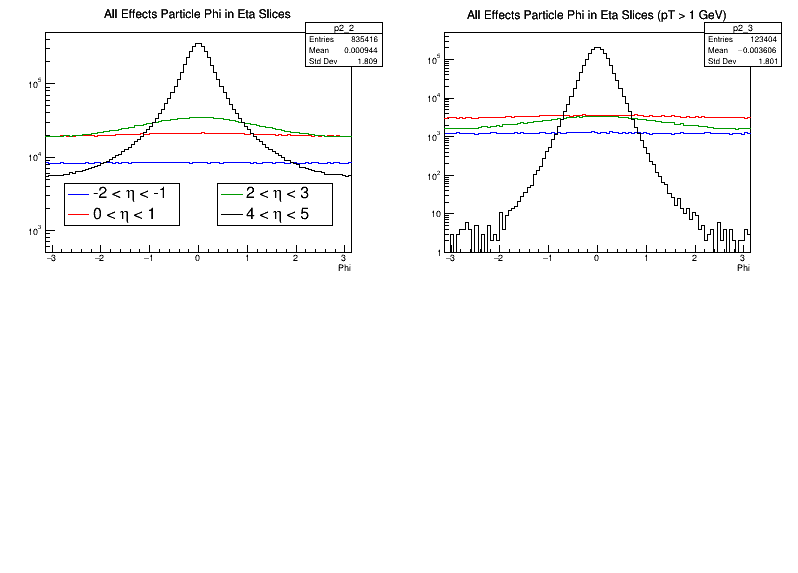 All Effects Particle Phi in Eta Slices
p2_2
Entries 835416
Mean 0.000944
Std Dev 1.809
10^5
10^4
10^3
-2 < η < -1
2 < η < 3
0 < η < 1
4 < η < 5
−3 −2 −1 0 1 2 3
Phi
All Effects Particle Phi in Eta Slices (pT > 1 GeV)
p2_3
Entries 123404
Mean −0.003606
Std Dev 1.801
10^5
10^4
10^3
10^2
10
1
−3 −2 −1 0 1 2 3
Phi